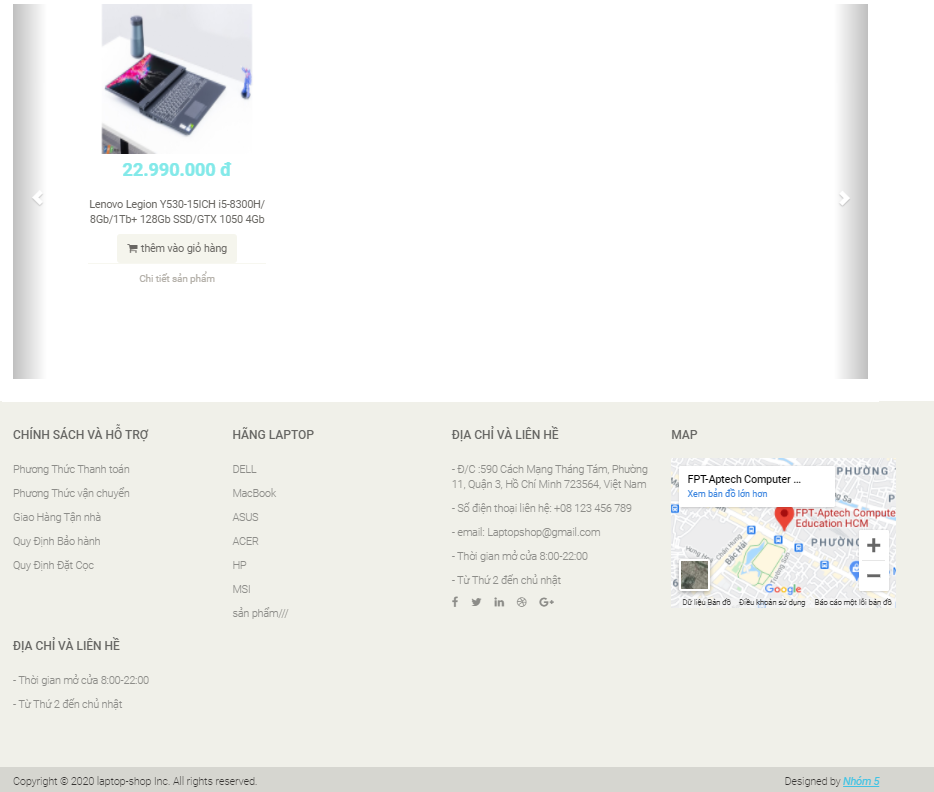 22.990.000 đ
Lenovo Legion Y530-15ICH i5-8300H/
8Gb/1Tb+ 128Gb SSD/GTX 1050 4Gb
thêm vào giỏ hàng
Chi tiết sản phẩm
CHÍNH SÁCH VÀ HỖ TRỢ
Phương Thức Thanh toán
Phương Thức vận chuyển
Giao Hàng Tận nhà
Quy Định Bảo hành
Quy Định Đặt Cọc
HÃNG LAPTOP
DELL
MacBook
ASUS
ACER
HP
MSI
sản phẩm///
ĐỊA CHỈ VÀ LIÊN HỀ
- Đ/C :590 Cách Mạng Tháng Tám, Phường
11, Quận 3, Hồ Chí Minh 723564, Việt Nam
- Số điện thoại liên hệ: +08 123 456 789
- email: Laptopshop@gmail.com
- Thời gian mở cửa 8:00-22:00
- Từ Thứ 2 đến chủ nhật
MAP
FPT-Aptech Computer ...
Xem bản đồ lớn hơn
PHƯỜNG
FPT-Aptech Compute
Education HCM
PHƯỜNG
Bắc Hải
Trường Sơn
Google
Dữ liệu Bản đồ
Điều khoản sử dụng
Báo cáo một lỗi bản đồ
ĐỊA CHỈ VÀ LIÊN HỀ
- Thời gian mở cửa 8:00-22:00
- Từ Thứ 2 đến chủ nhật
Copyright © 2020 laptop-shop Inc. All rights reserved.
Designed by Nhóm 5